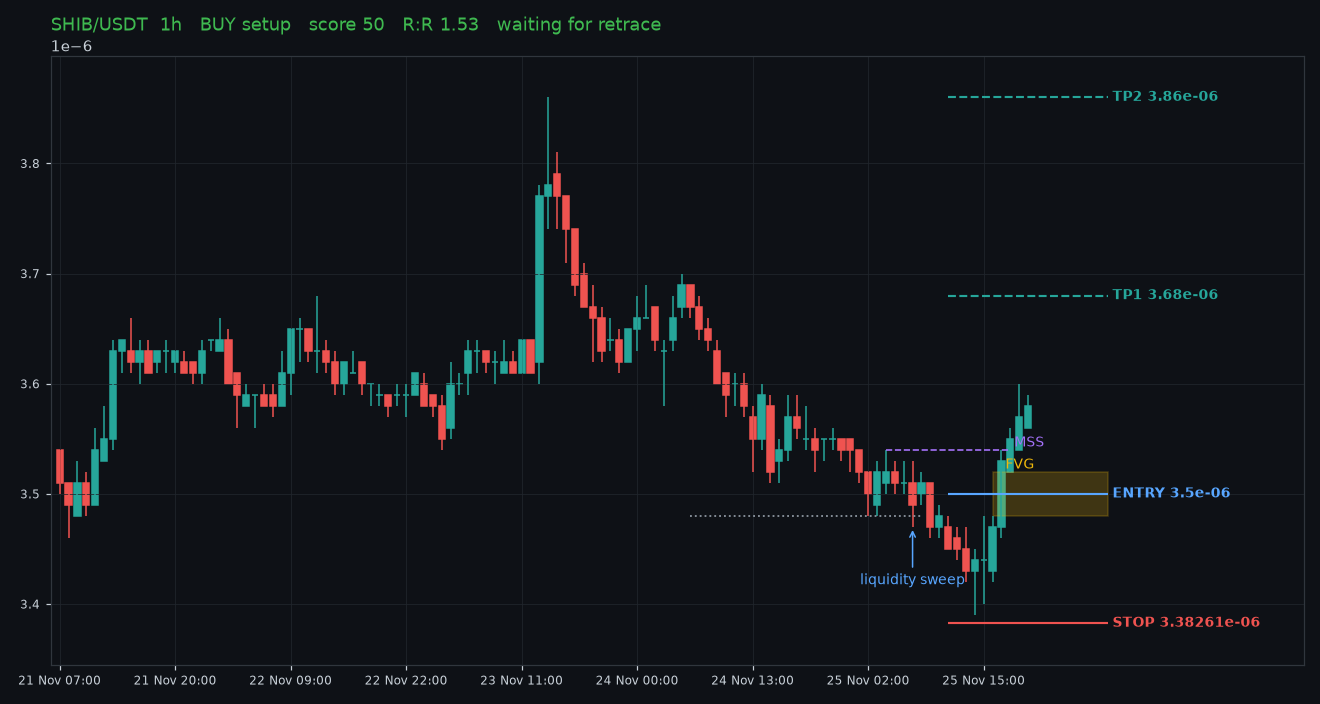 SHIB/USDT 1h BUY setup score 50 R:R 1.53 waiting for retrace
1e−6
TP2 3.86e-06
3.8
TP1 3.68e-06
3.7
3.6
MSS
FVG
ENTRY 3.5e-06
3.5
liquidity sweep
3.4
STOP 3.38261e-06
21 Nov 07:00 21 Nov 20:00 22 Nov 09:00 22 Nov 22:00 23 Nov 11:00 24 Nov 00:00 24 Nov 13:00 25 Nov 02:00 25 Nov 15:00